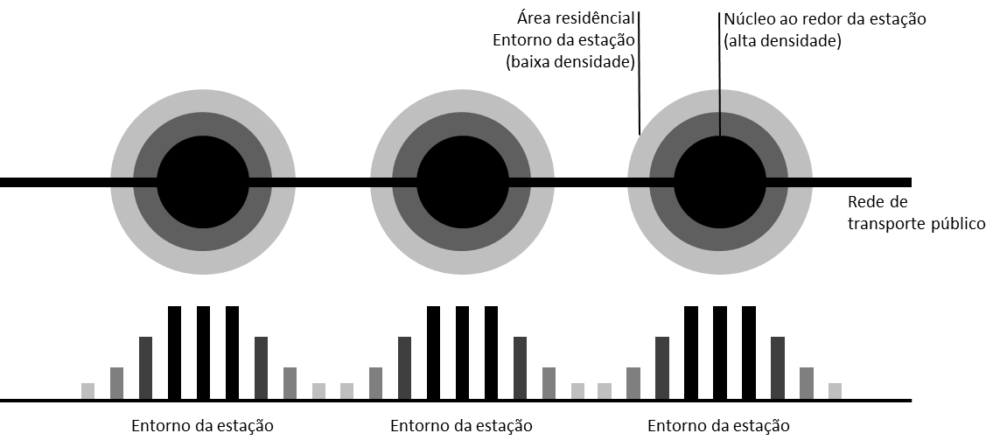 Área residêncial
Entorno da estação
(baixa densidade)
Núcleo ao redor da estação
(alta densidade)
Rede de
transporte público
Entorno da estação
Entorno da estação
Entorno da estação